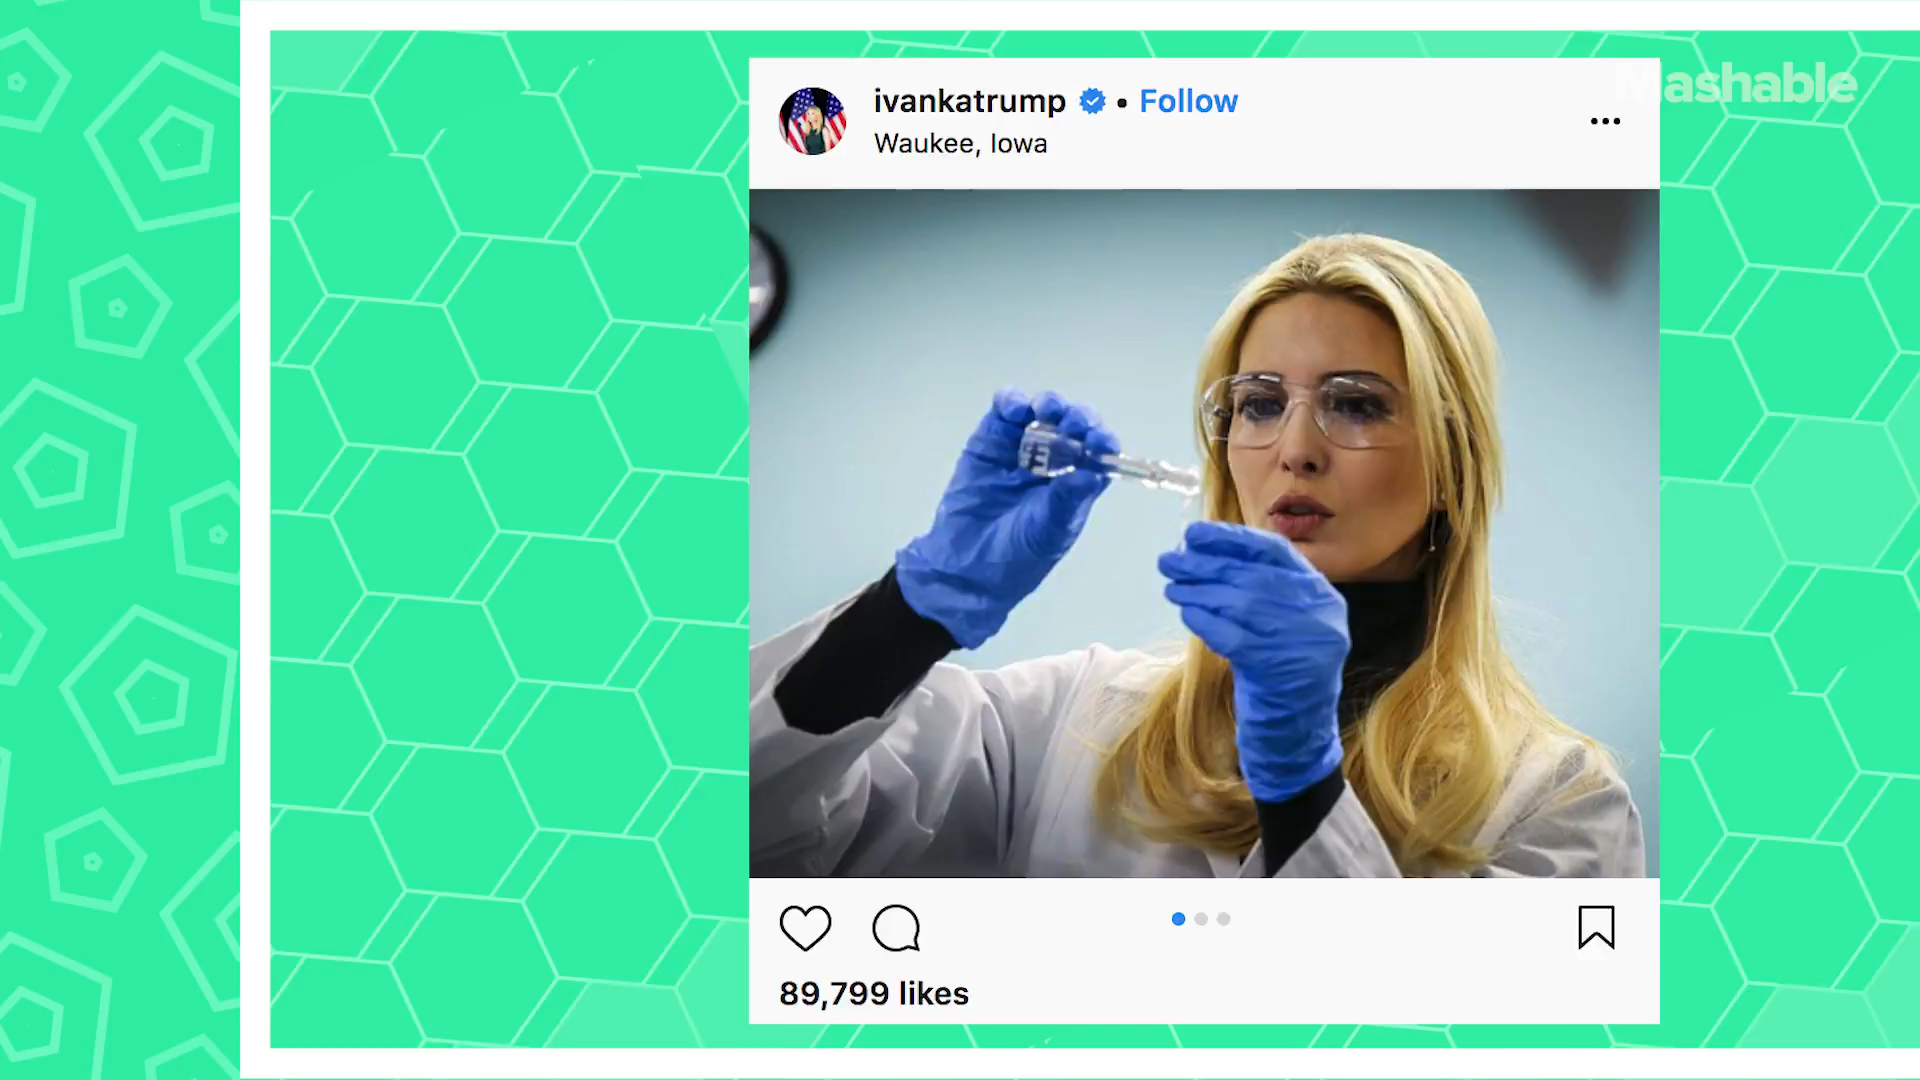 ivankatrump • Follow
Waukee, Iowa
Mashable
89,799 likes